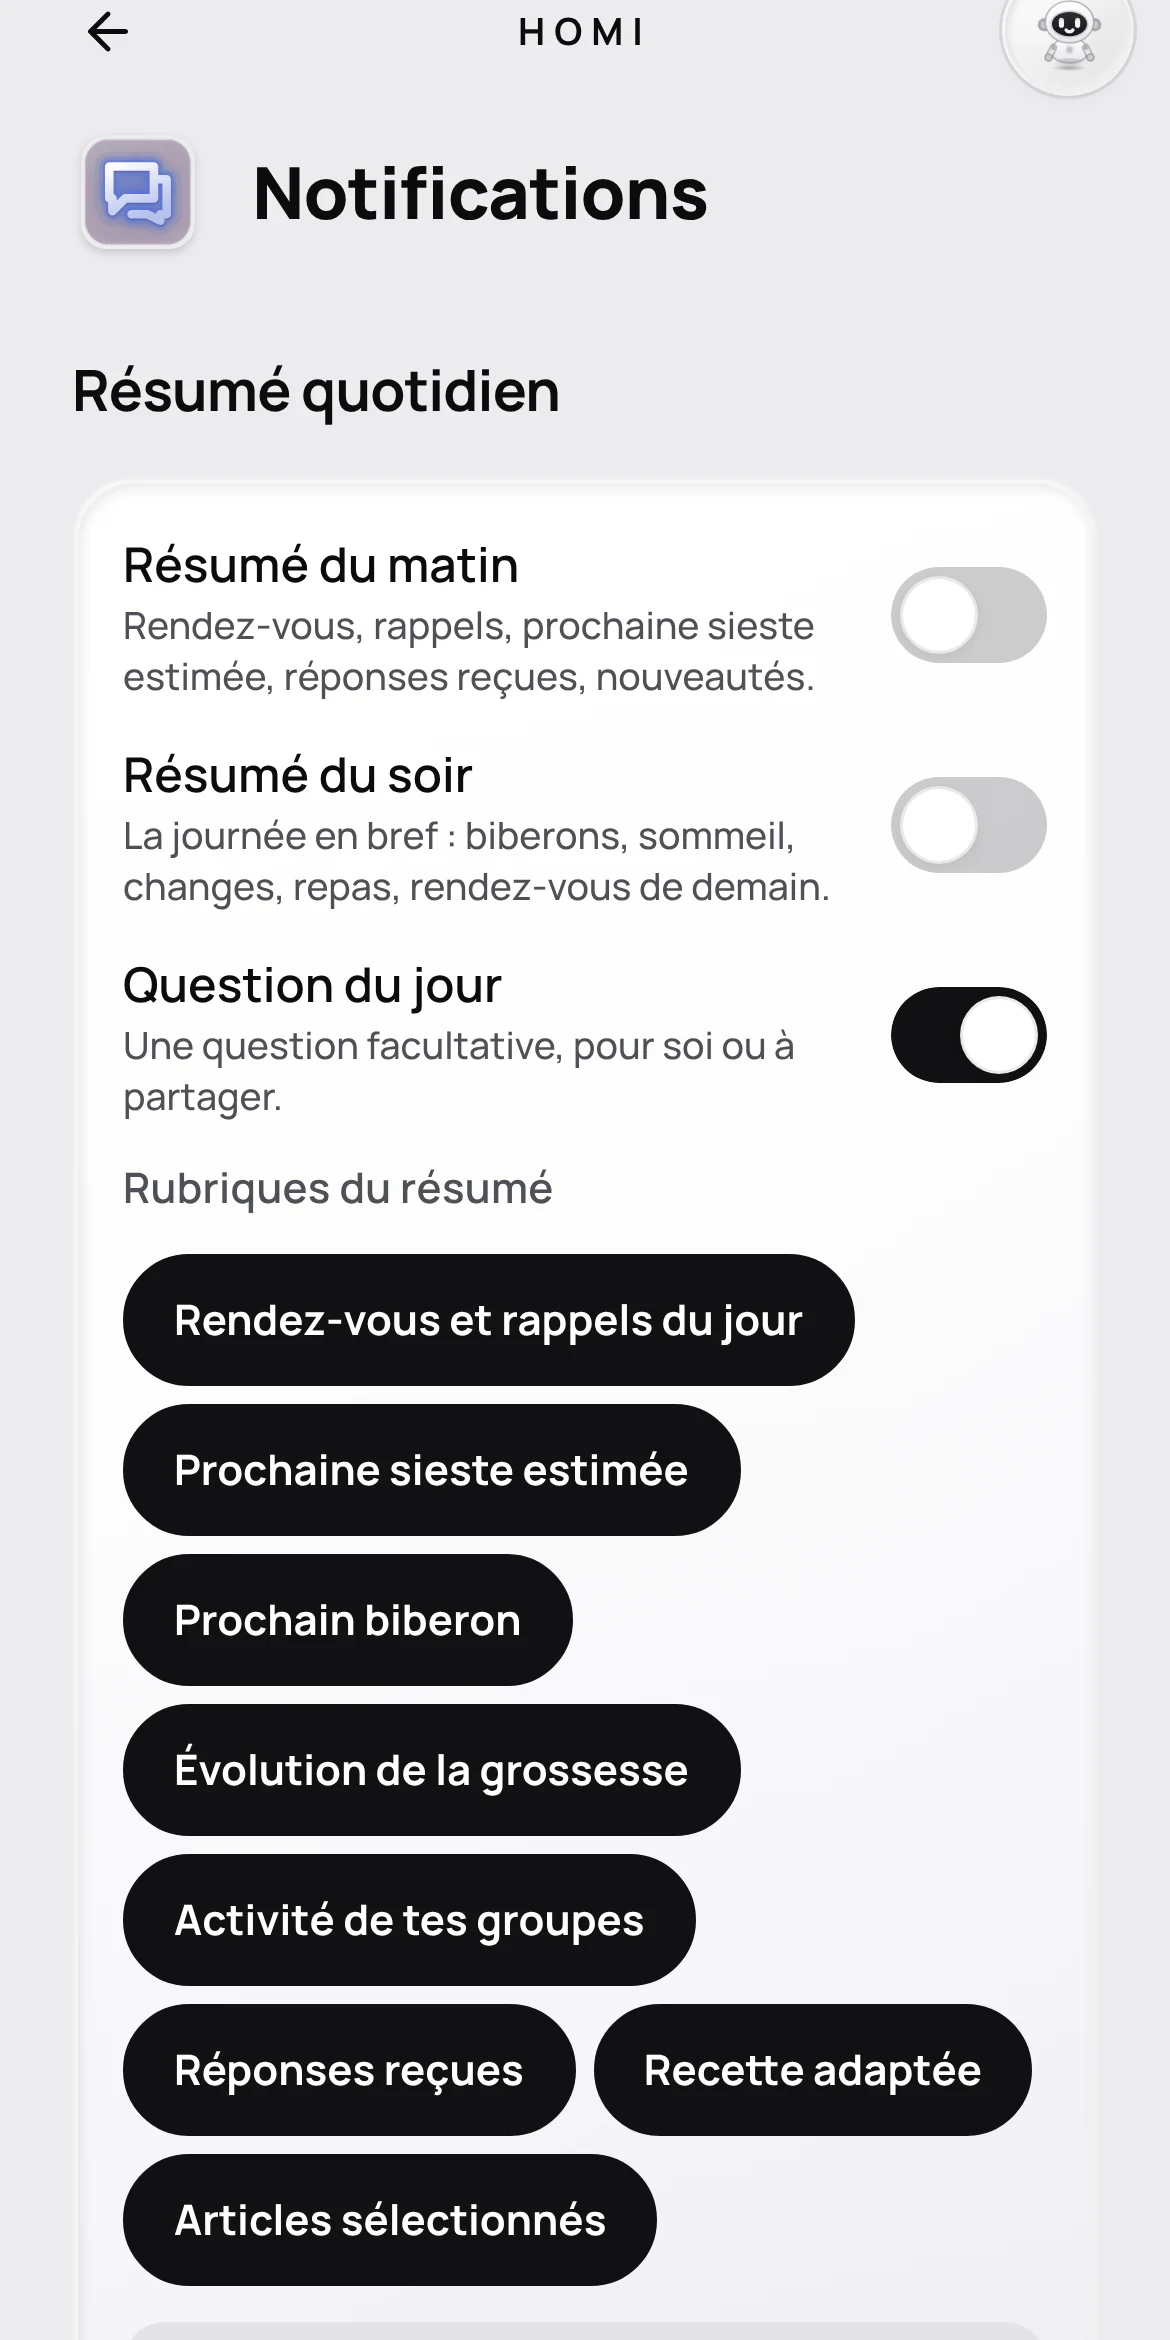 HOMI
Notifications
Résumé quotidien
Résumé du matin
Rendez-vous, rappels, prochaine sieste
estimée, réponses reçues, nouveautés.
Résumé du soir
La journée en bref : biberons, sommeil,
changes, repas, rendez-vous de demain.
Question du jour
Une question facultative, pour soi ou à
partager.
Rubriques du résumé
Rendez-vous et rappels du jour
Prochaine sieste estimée
Prochain biberon
Évolution de la grossesse
Activité de tes groupes
Réponses reçues
Recette adaptée
Articles sélectionnés